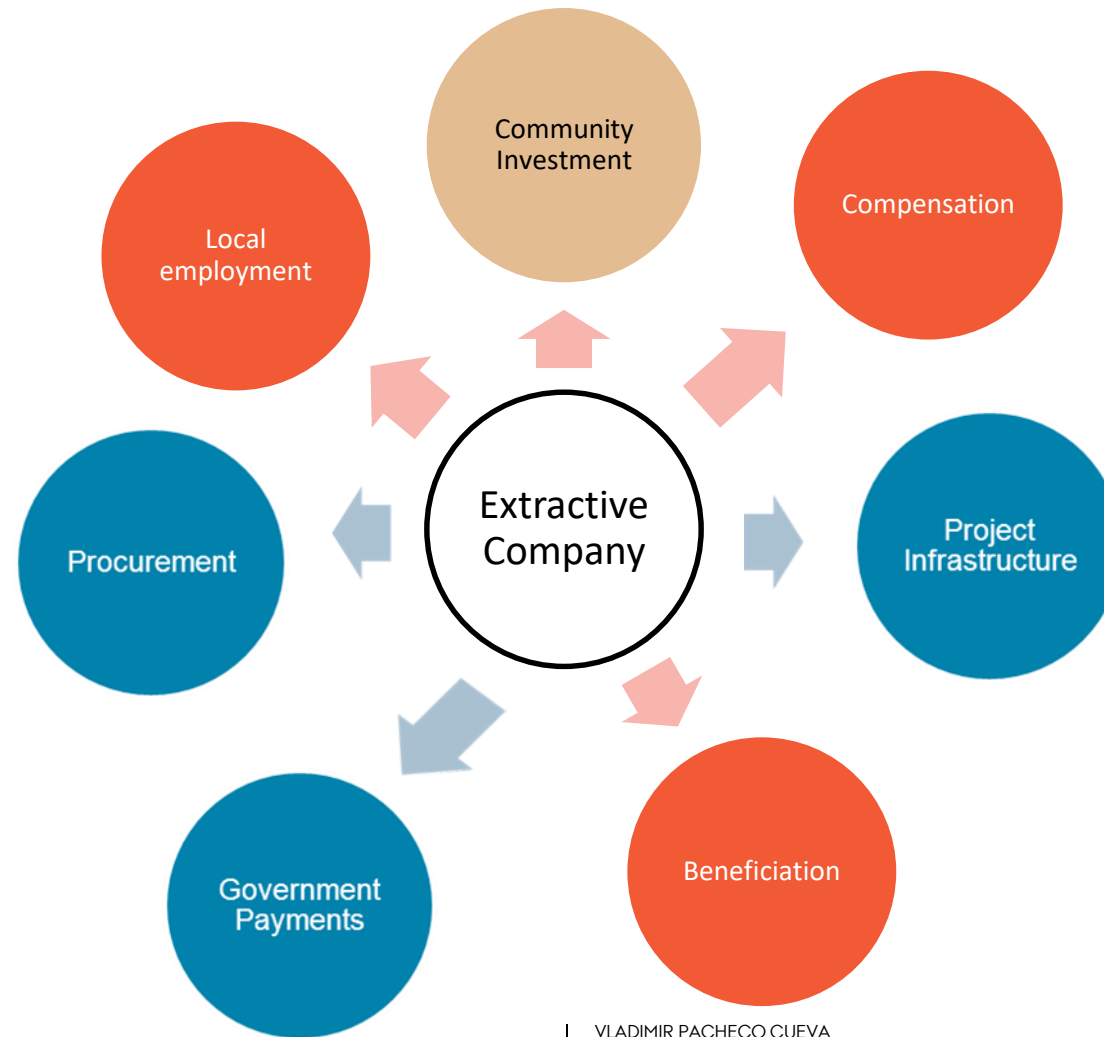 Community
Investment
Compensation
Local
employment
Extractive
Company
Procurement
Project
Infrastructure
Government
Payments
Beneficiation
VLADIMIR PACHECO CUEVA